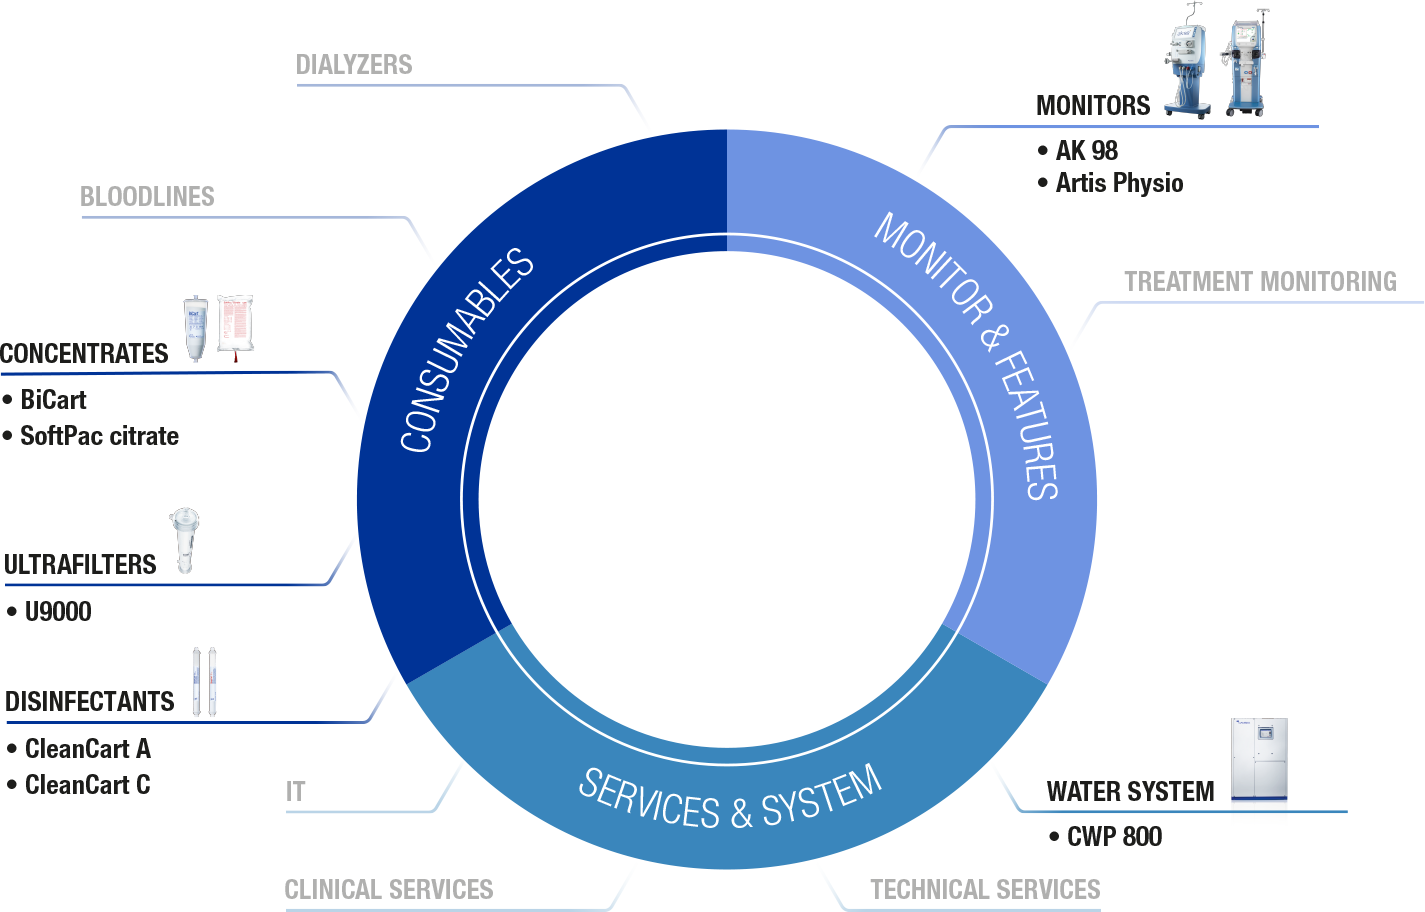 DIALYZERS
MONITORS
• AK 98
• Artis Physio
BLOODLINES
TREATMENT MONITORING
CONCENTRATES
• BiCart
• SoftPac citrate
ULTRAFILTERS
• U9000
DISINFECTANTS
• CleanCart A
• CleanCart C
CONSUMABLES
MONITOR & FEATURES
SERVICES & SYSTEM
IT
WATER SYSTEM
• CWP 800
CLINICAL SERVICES
TECHNICAL SERVICES